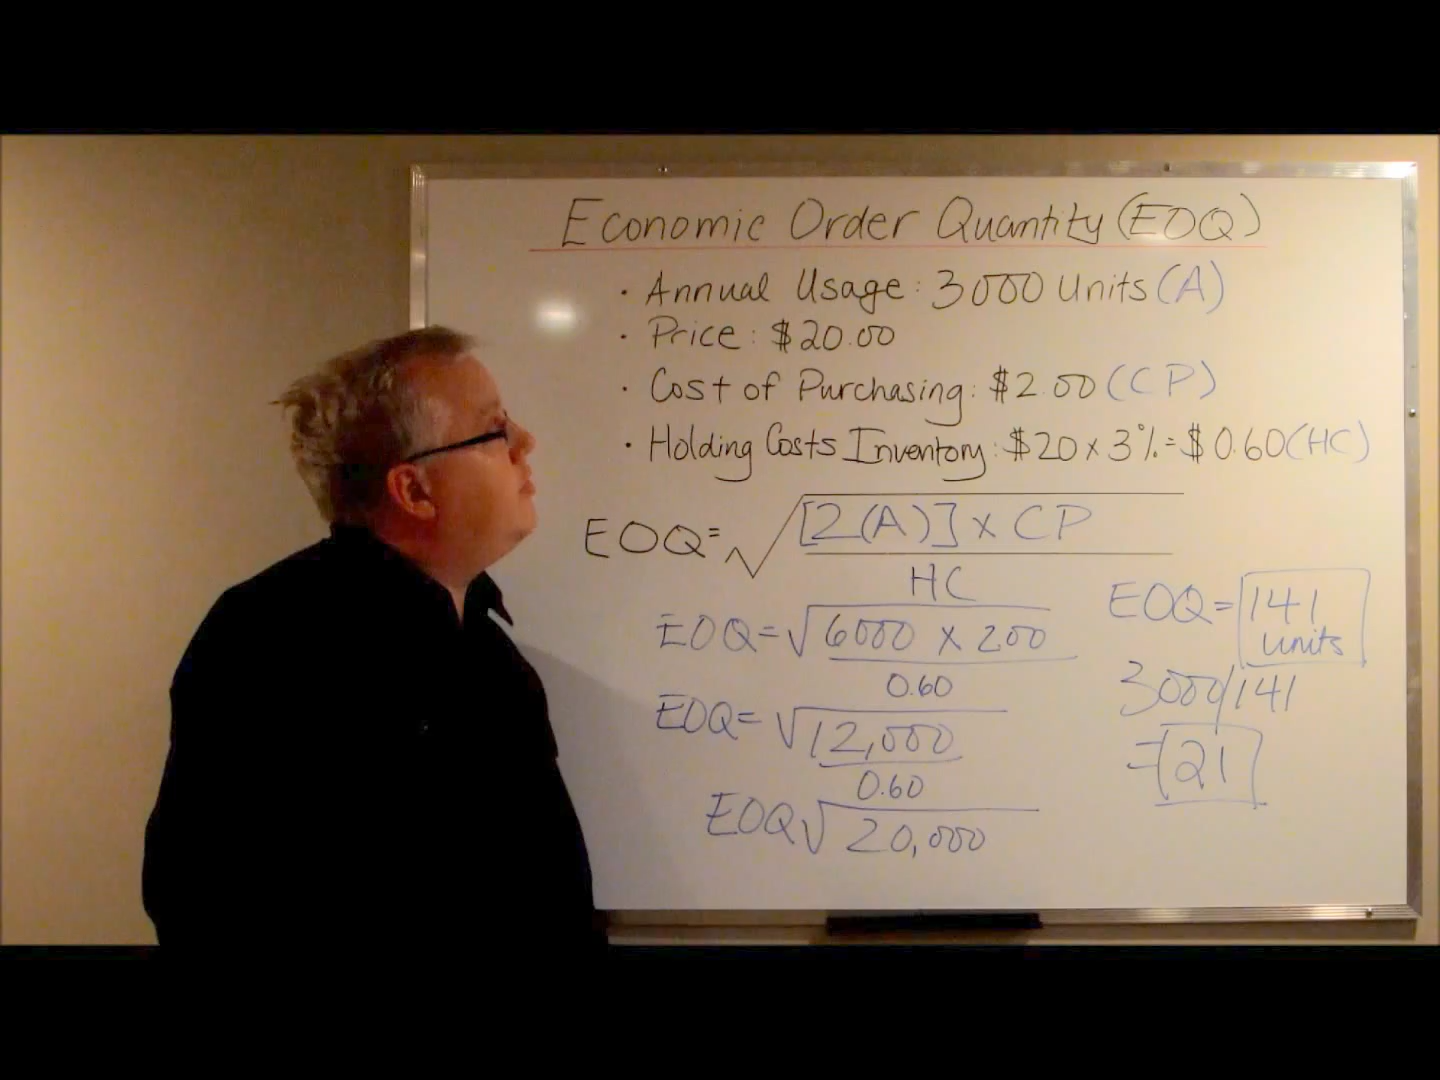 Economic Order Quantity (EOQ)
· Annual Usage: 3000 Units (A)
· Price: $20.00
· Cost of Purchasing: $2.00 (CP)
· Holding Costs Inventory: $20 x 3% = $0.60 (HC)
EOQ = √[2(A)] x CP
HC
EOQ = √6000 x 200
0.60
EOQ = √12,000
0.60
EOQ √20,000
EOQ = 141
units
3000/141
= 21